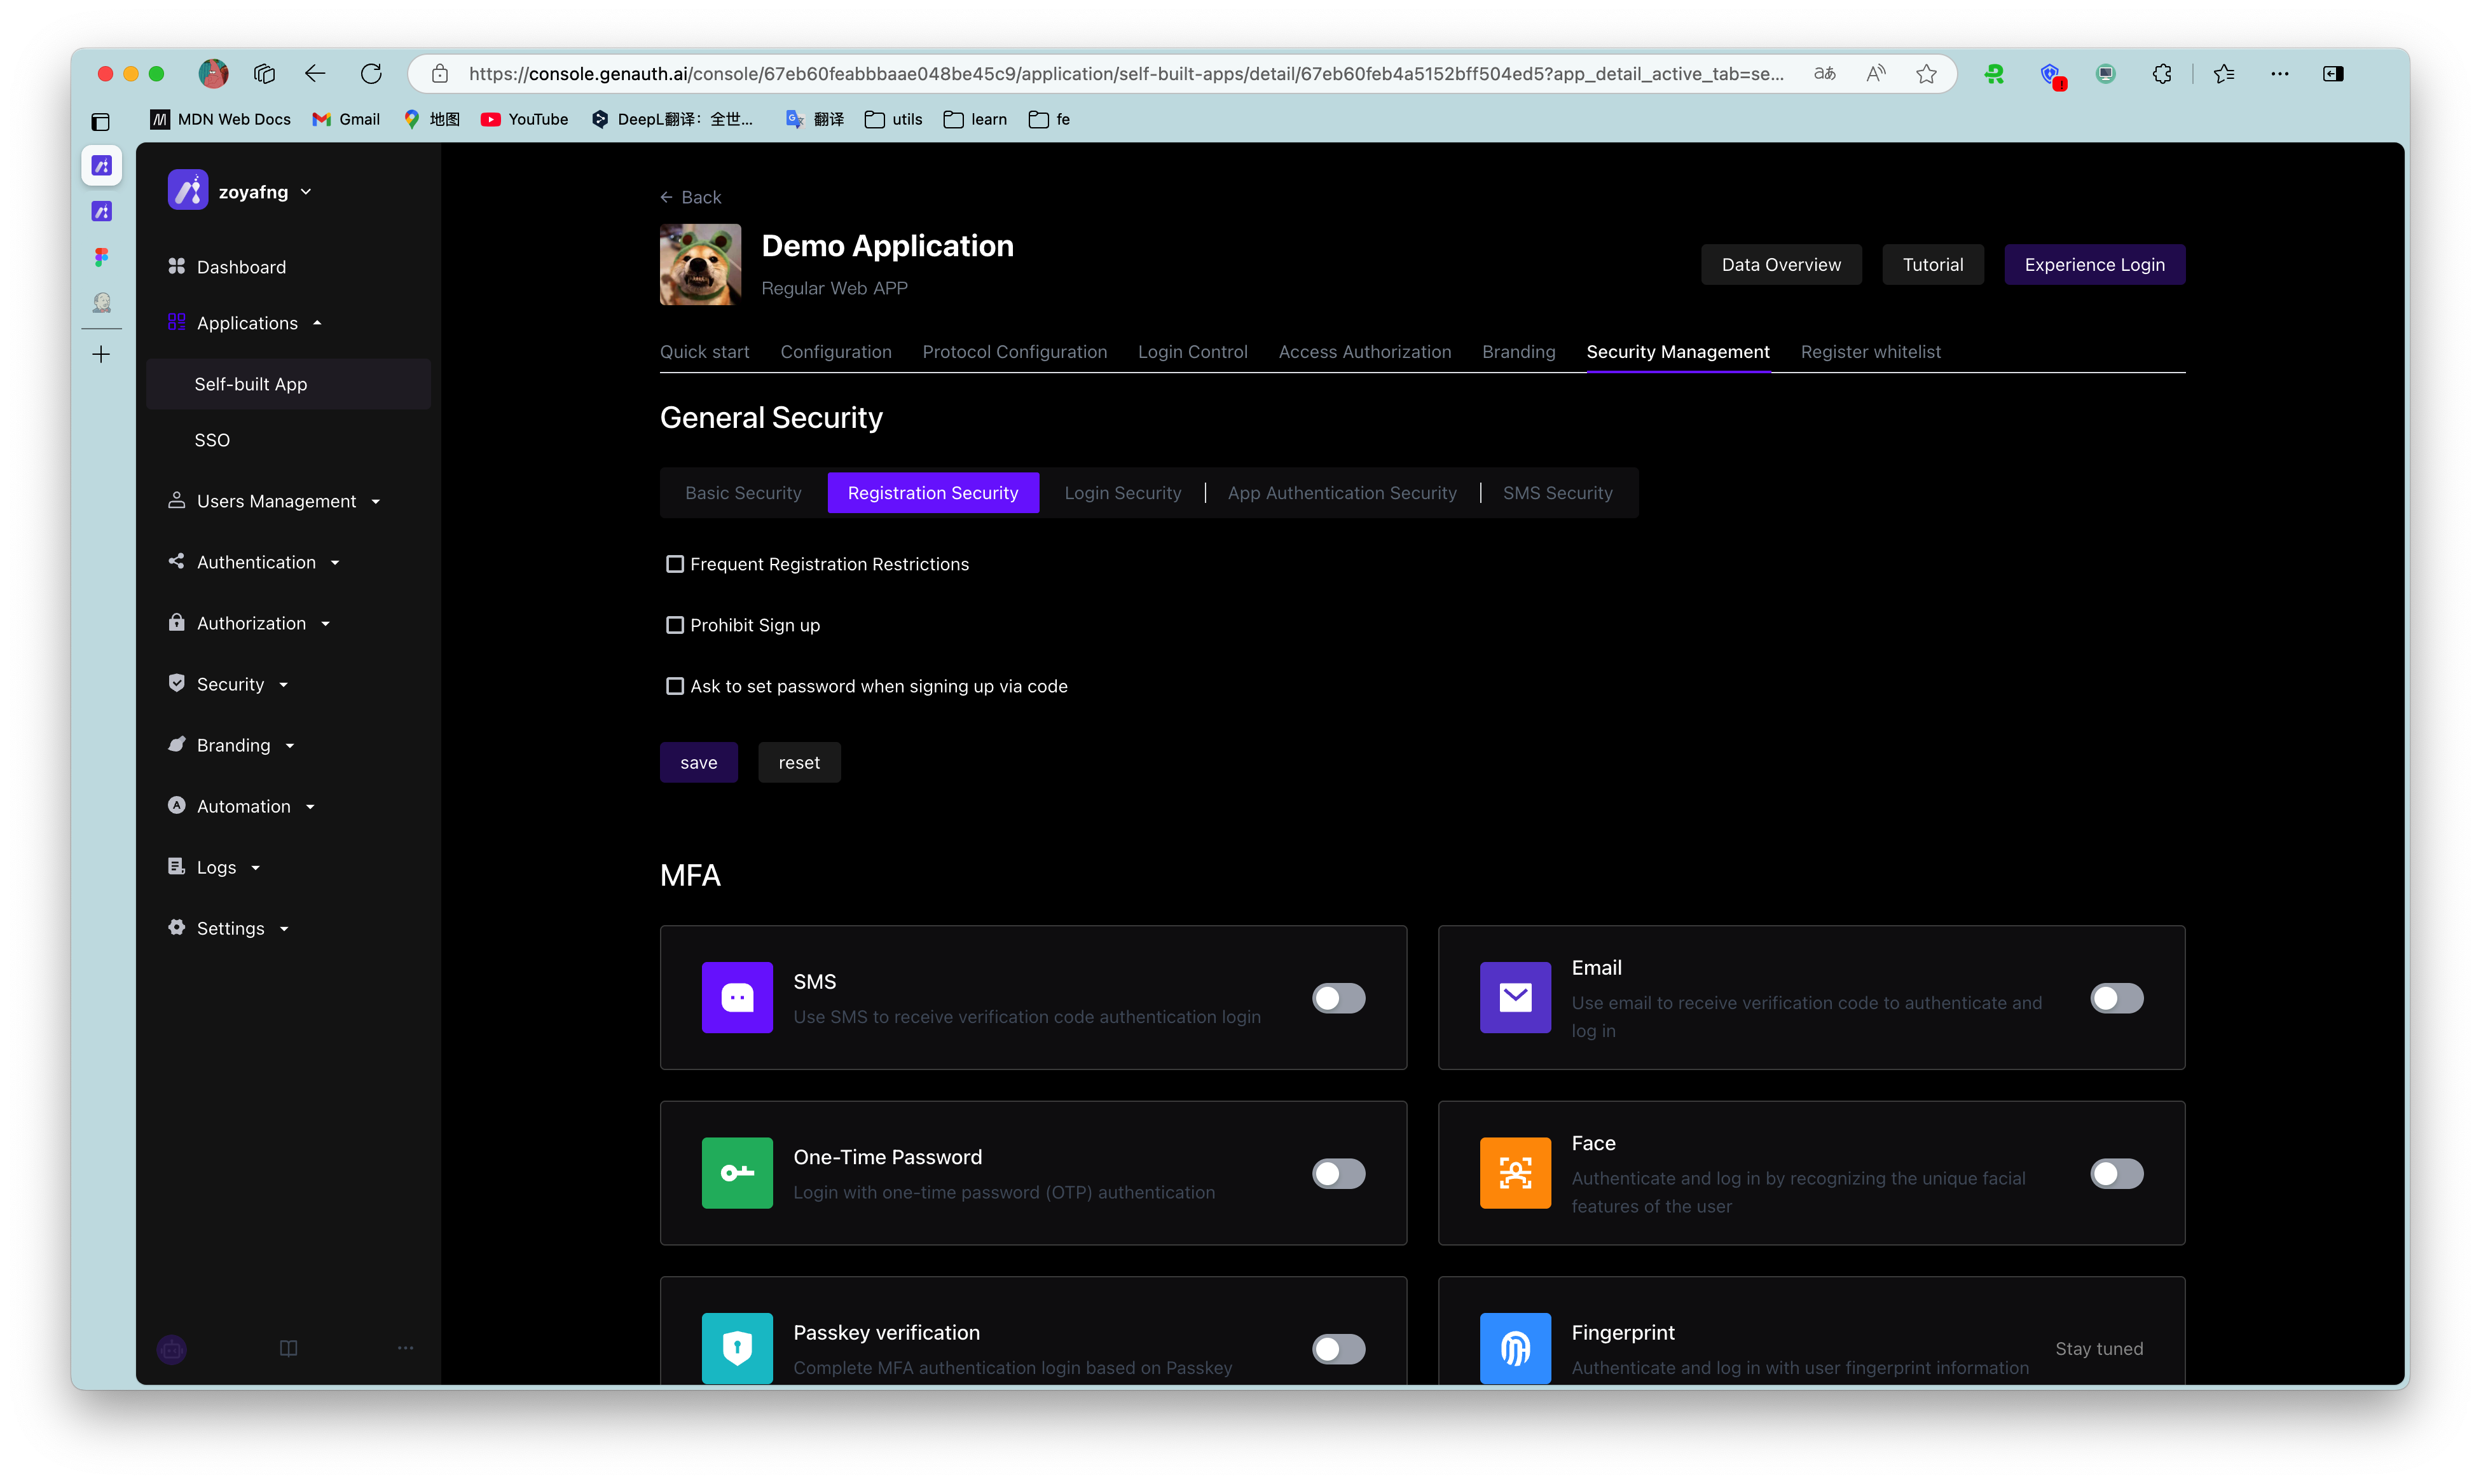 https://console.genauth.ai/console/67eb60feabbbaae048be45c9/application/self-built-apps/detail/67eb60feb4a5152bff504ed5?app_detail_active_tab=se...
MDN Web Docs
Gmail
地图
YouTube
DeepL翻译：全世...
翻译
utils
learn
fe
zoyafng
Dashboard
Applications
Self-built App
SSO
Users Management
Authentication
Authorization
Security
Branding
Automation
Logs
Settings
Back
Demo Application
Regular Web APP
Data Overview
Tutorial
Experience Login
Quick start
Configuration
Protocol Configuration
Login Control
Access Authorization
Branding
Security Management
Register whitelist
General Security
Basic Security
Registration Security
Login Security
App Authentication Security
SMS Security
Frequent Registration Restrictions
Prohibit Sign up
Ask to set password when signing up via code
save
reset
MFA
SMS
Use SMS to receive verification code authentication login
Email
Use email to receive verification code to authenticate and
log in
One-Time Password
Login with one-time password (OTP) authentication
Face
Authenticate and log in by recognizing the unique facial
features of the user
Passkey verification
Complete MFA authentication login based on Passkey
Fingerprint
Authenticate and log in with user fingerprint information
Stay tuned